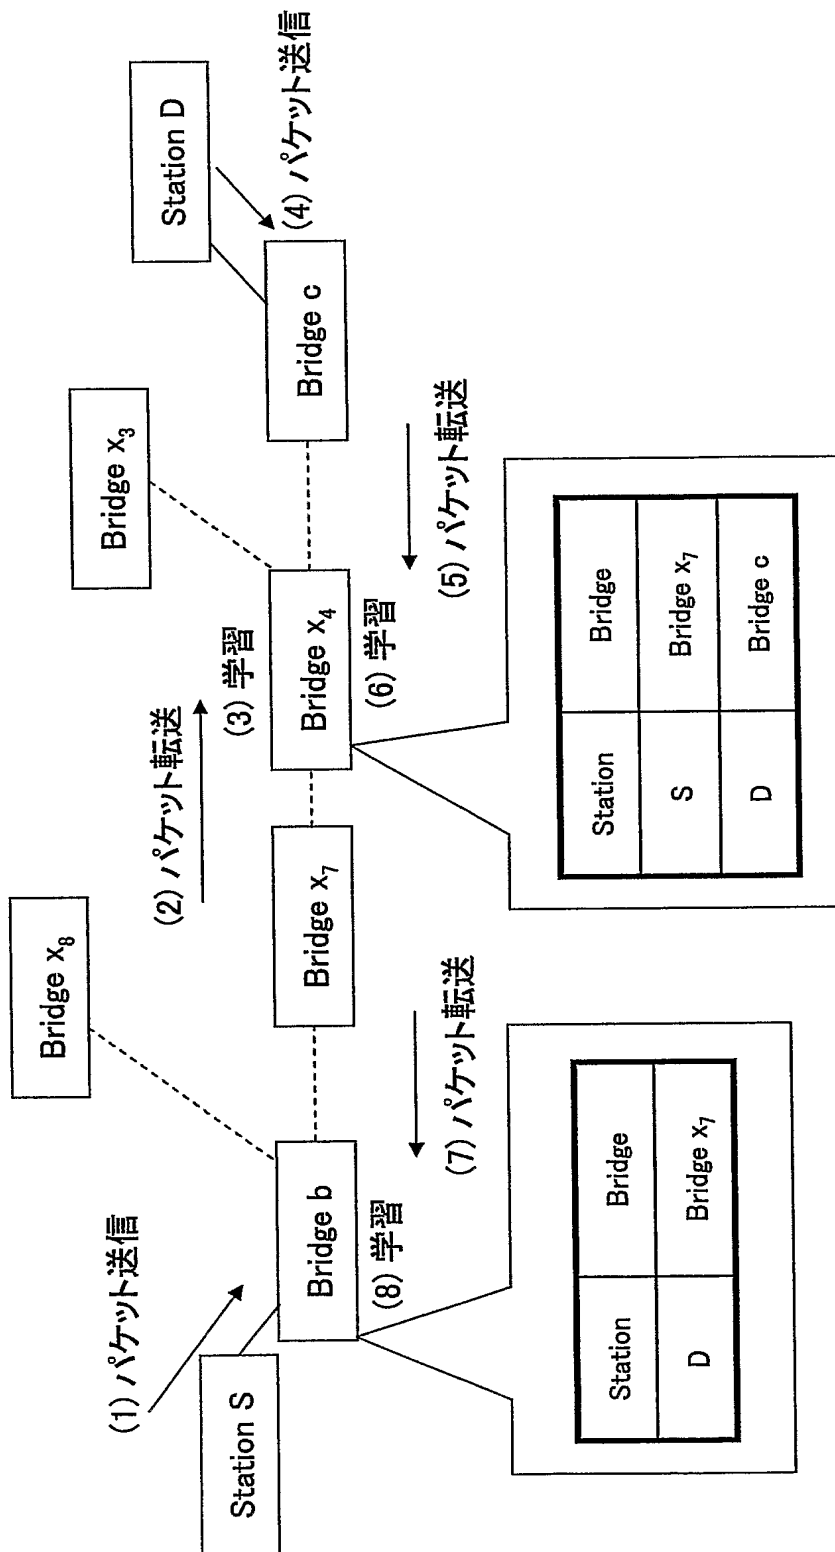 (1) パケット送信
Station S
Bridge b
(8) 学習
Bridge x8
Bridge x7
(2) パケット転送
(3) 学習
Bridge x4
(6) 学習
Bridge x3
Bridge c
Station D
(4) パケット送信
(5) パケット転送
(7) パケット転送
Station
Bridge
D
Bridge x7
Station
Bridge
S
Bridge x7
D
Bridge c